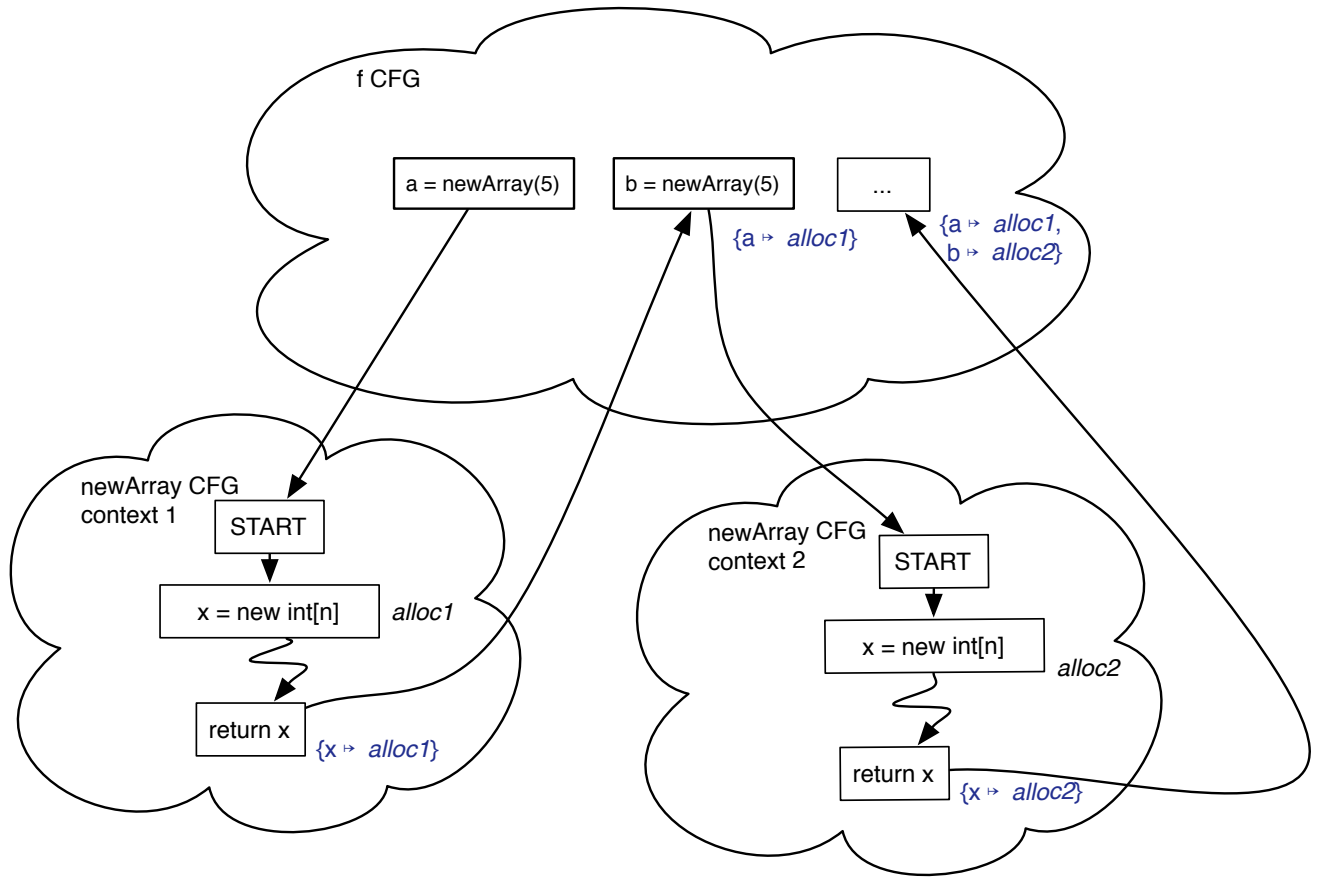 f CFG
a = newArray(5)
b = newArray(5)
...
{a ↦ alloc1}
{a ↦ alloc1,
b ↦ alloc2}
newArray CFG
context 1
START
x = new int[n]
alloc1
return x
{x ↦ alloc1}
newArray CFG
context 2
START
x = new int[n]
alloc2
return x
{x ↦ alloc2}